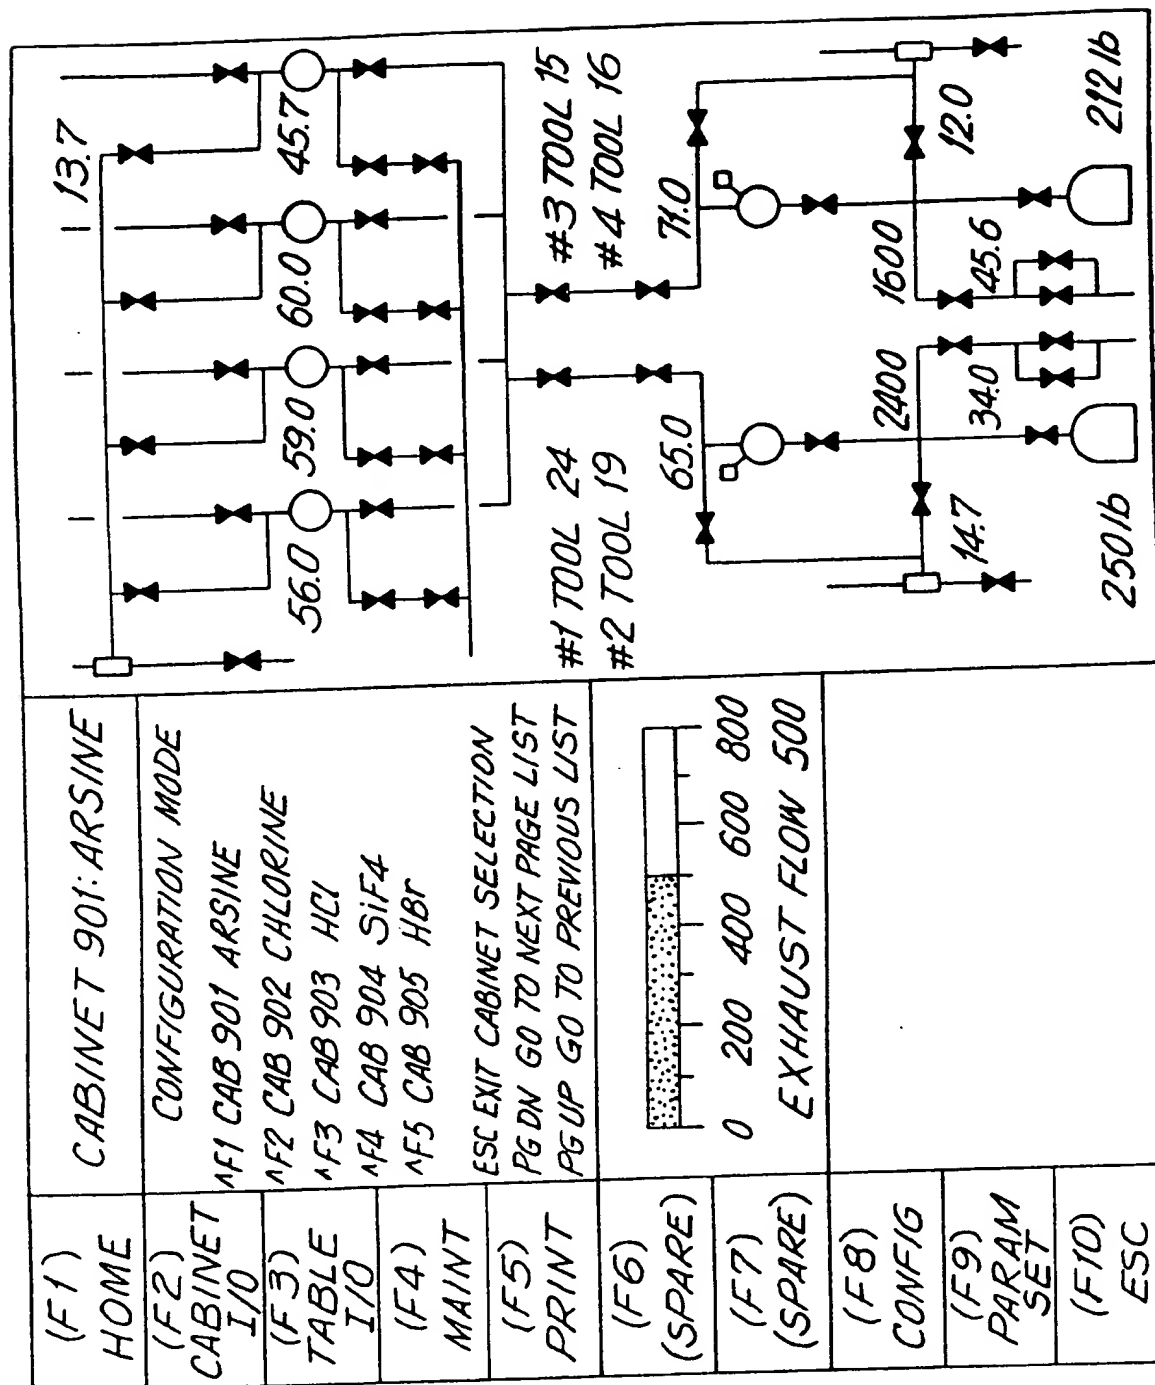 (F1)
HOME
(F2)
CABINET
I/O
(F3)
TABLE
I/O
(F4)
MAINT
(F5)
PRINT
(F6)
(SPARE)
(F7)
(SPARE)
(F8)
CONFIG
(F9)
PARAM
SET
(F10)
ESC
CABINET 901: ARSINE
CONFIGURATION MODE
^F1 CAB 901 ARSINE
^F2 CAB 902 CHLORINE
^F3 CAB 903 HCl
^F4 CAB 904 SiF4
^F5 CAB 905 HBr
ESC EXIT CABINET SELECTION
PG DN GO TO NEXT PAGE LIST
PG UP GO TO PREVIOUS LIST
0 200 400 600 800
EXHAUST FLOW 500
13.7
56.0 59.0 60.0 45.7
#1 TOOL 24
#2 TOOL 19
#3 TOOL 15
#4 TOOL 16
65.0 71.0
2400 1600
14.7 34.0 45.6 12.0
250 lb 212 lb